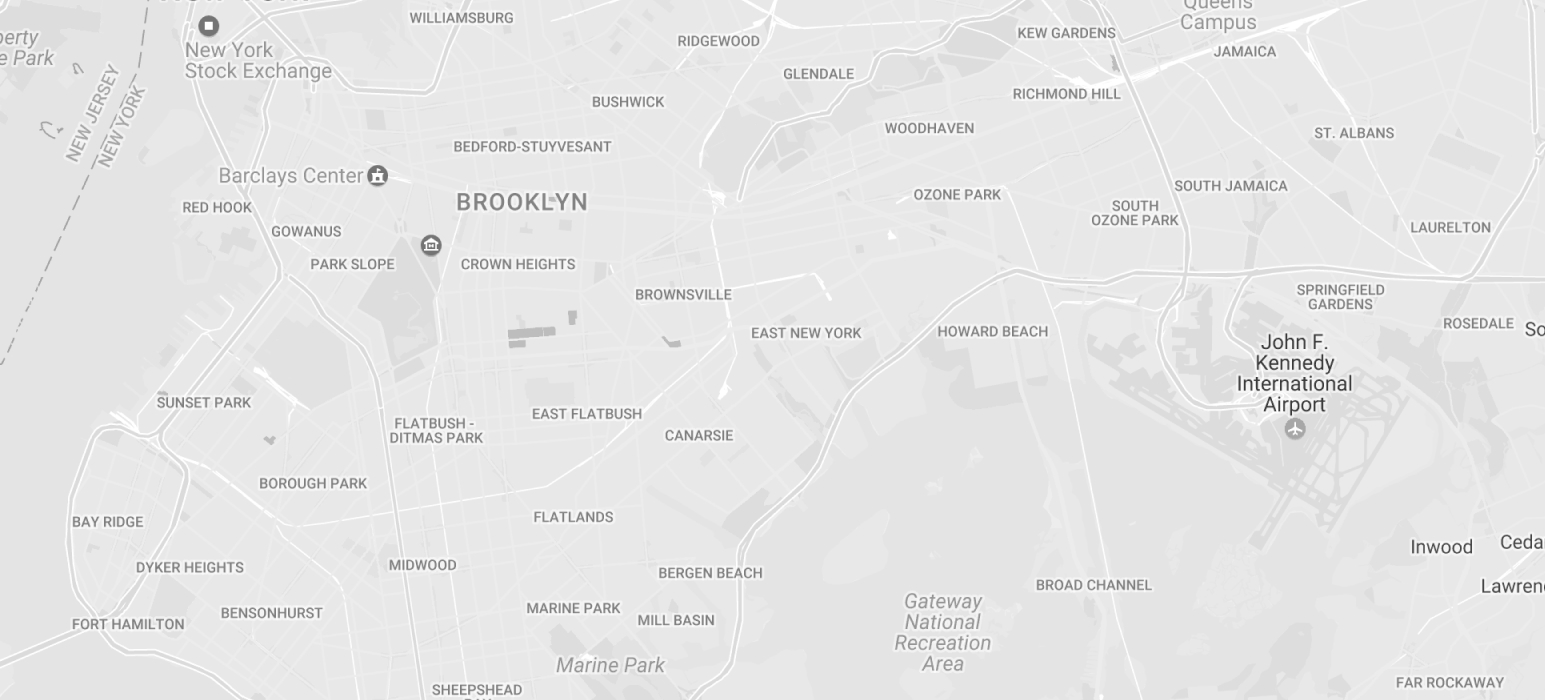 WILLIAMSBURG
Queens
Campus
New York
Stock Exchange
RIDGEWOOD
KEW GARDENS
JAMAICA
Park
GLENDALE
NEW JERSEY
NEW YORK
BUSHWICK
RICHMOND HILL
WOODHAVEN
ST. ALBANS
BEDFORD-STUYVESANT
Barclays Center
BROOKLYN
OZONE PARK
SOUTH JAMAICA
RED HOOK
SOUTH
OZONE PARK
GOWANUS
LAURELTON
PARK SLOPE
CROWN HEIGHTS
BROWNSVILLE
SPRINGFIELD
GARDENS
EAST NEW YORK
HOWARD BEACH
ROSEDALE
So
John F.
Kennedy
International
Airport
SUNSET PARK
EAST FLATBUSH
FLATBUSH -
DITMAS PARK
CANARSIE
BOROUGH PARK
BAY RIDGE
FLATLANDS
Inwood
Ceda
DYKER HEIGHTS
MIDWOOD
BERGEN BEACH
BROAD CHANNEL
Lawrenc
BENSONHURST
MARINE PARK
MILL BASIN
Gateway
National
Recreation
Area
FORT HAMILTON
Marine Park
SHEEPSHEAD
FAR ROCKAWAY